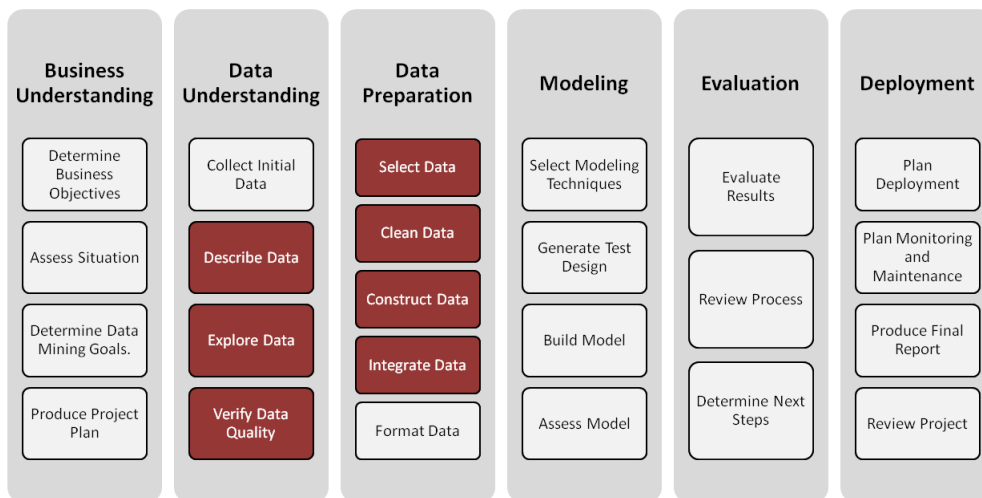 Business
Understanding
Determine
Business
Objectives
Assess Situation
Determine Data
Mining Goals.
Produce Project
Plan
Data
Understanding
Collect Initial
Data
Describe Data
Explore Data
Verify Data
Quality
Data
Preparation
Select Data
Clean Data
Construct Data
Integrate Data
Format Data
Modeling
Select Modeling
Techniques
Generate Test
Design
Build Model
Assess Model
Evaluation
Evaluate
Results
Review Process
Determine Next
Steps
Deployment
Plan
Deployment
Plan Monitoring
and
Maintenance
Produce Final
Report
Review Project